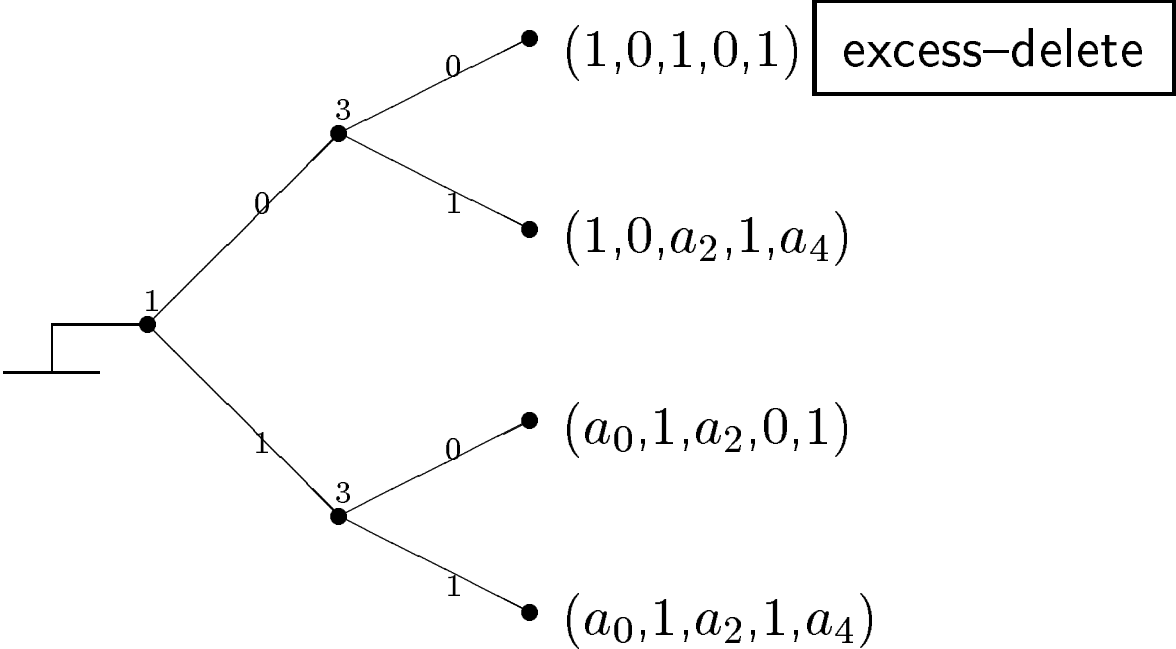 0 (1,0,1,0,1) excess–delete
3
0 1 (1,0,a₂,1,a₄)
1
1 0 (a₀,1,a₂,0,1)
3
1 (a₀,1,a₂,1,a₄)